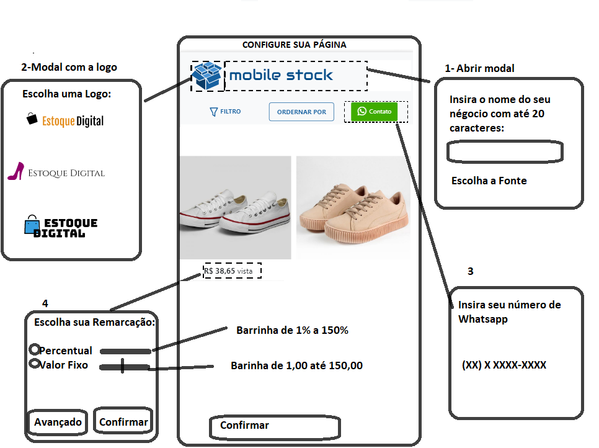 CONFIGURE SUA PÁGINA
2-Modal com a logo
Escolha uma Logo:
Estoque Digital
ESTOQUE DIGITAL
ESTOQUE
DIGITAL
mobile stock
FILTRO
ORDERNAR POR
Contato
1- Abrir modal
Insira o nome do seu
négocio com até 20
caracteres:
Escolha a Fonte
R$ 38,65 vista
3
Insira seu número de
Whatsapp
(XX) X XXXX-XXXX
4
Escolha sua Remarcação:
Percentual
Valor Fixo
Avançado
Confirmar
Barrinha de 1% a 150%
Barinha de 1,00 até 150,00
Confirmar